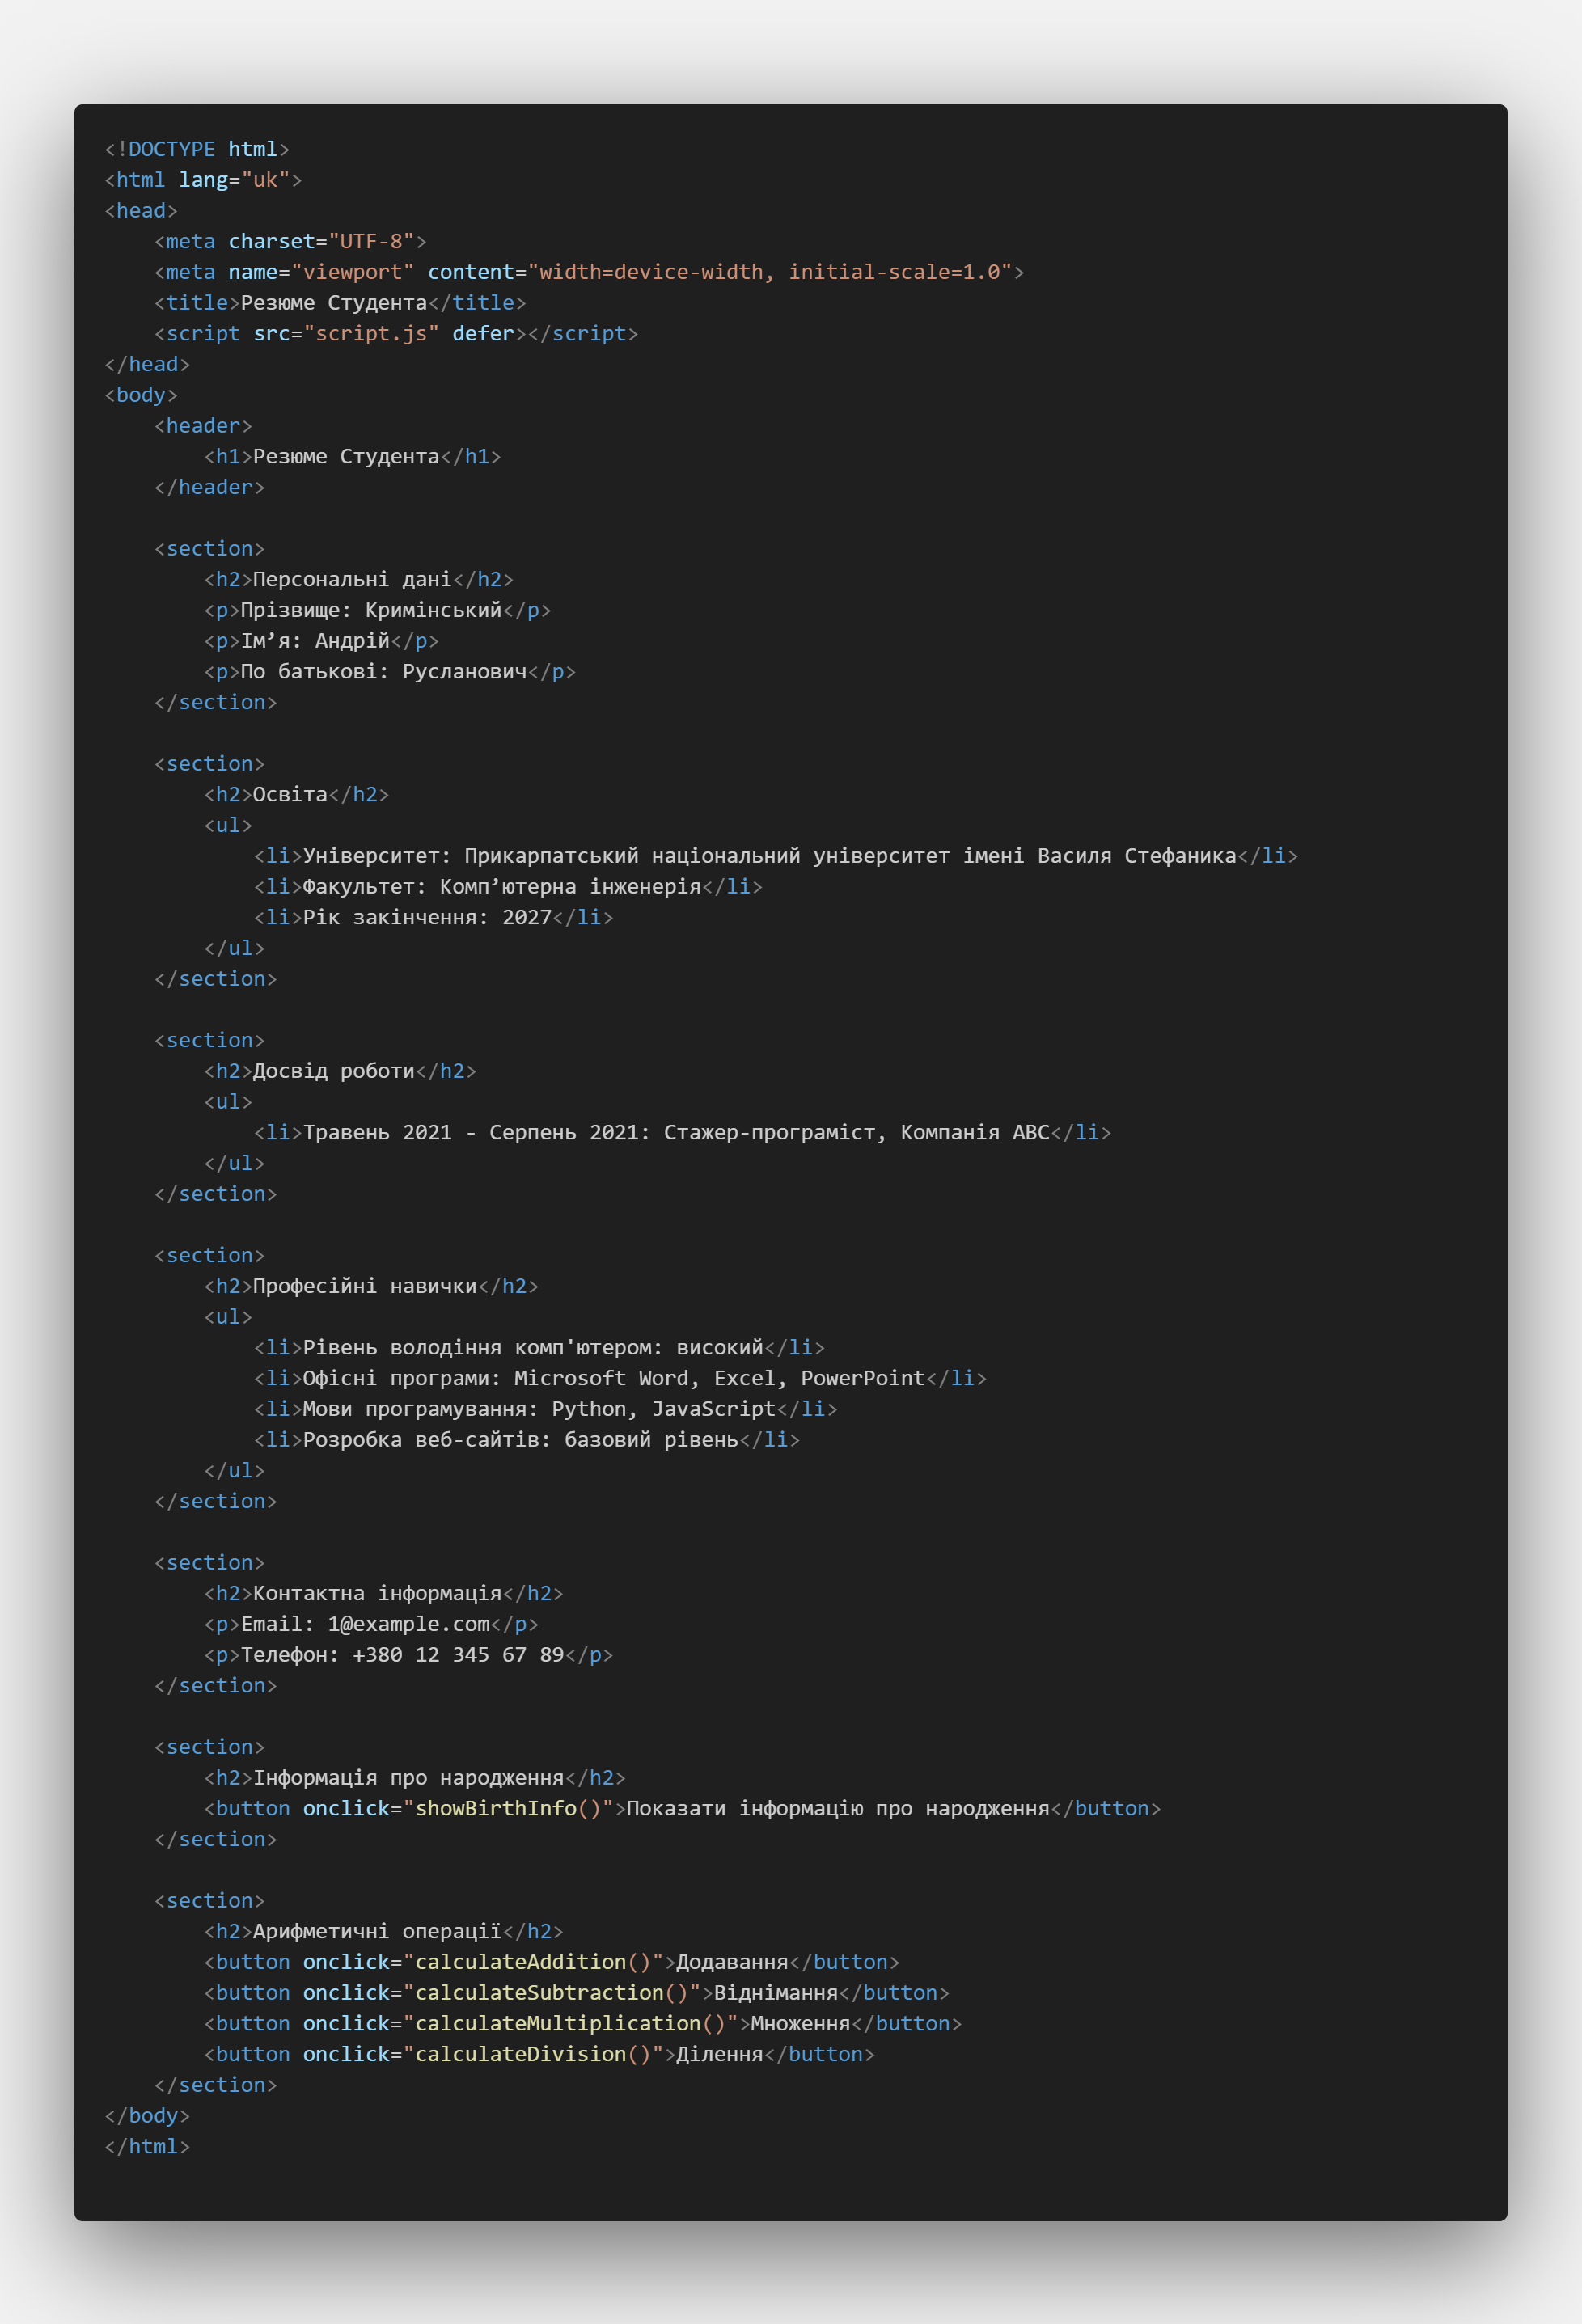 <!DOCTYPE html>
<html lang="uk">
<head>
    <meta charset="UTF-8">
    <meta name="viewport" content="width=device-width, initial-scale=1.0">
    <title>Резюме Студента</title>
    <script src="script.js" defer></script>
</head>
<body>
    <header>
        <h1>Резюме Студента</h1>
    </header>

    <section>
        <h2>Персональні дані</h2>
        <p>Прізвище: Кримінський</p>
        <p>Ім’я: Андрій</p>
        <p>По батькові: Русланович</p>
    </section>

    <section>
        <h2>Освіта</h2>
        <ul>
            <li>Університет: Прикарпатський національний університет імені Василя Стефаника</li>
            <li>Факультет: Комп’ютерна інженерія</li>
            <li>Рік закінчення: 2027</li>
        </ul>
    </section>

    <section>
        <h2>Досвід роботи</h2>
        <ul>
            <li>Травень 2021 - Серпень 2021: Стажер-програміст, Компанія ABC</li>
        </ul>
    </section>

    <section>
        <h2>Професійні навички</h2>
        <ul>
            <li>Рівень володіння комп'ютером: високий</li>
            <li>Офісні програми: Microsoft Word, Excel, PowerPoint</li>
            <li>Мови програмування: Python, JavaScript</li>
            <li>Розробка веб-сайтів: базовий рівень</li>
        </ul>
    </section>

    <section>
        <h2>Контактна інформація</h2>
        <p>Email: 1@example.com</p>
        <p>Телефон: +380 12 345 67 89</p>
    </section>

    <section>
        <h2>Інформація про народження</h2>
        <button onclick="showBirthInfo()">Показати інформацію про народження</button>
    </section>

    <section>
        <h2>Арифметичні операції</h2>
        <button onclick="calculateAddition()">Додавання</button>
        <button onclick="calculateSubtraction()">Віднімання</button>
        <button onclick="calculateMultiplication()">Множення</button>
        <button onclick="calculateDivision()">Ділення</button>
    </section>
</body>
</html>